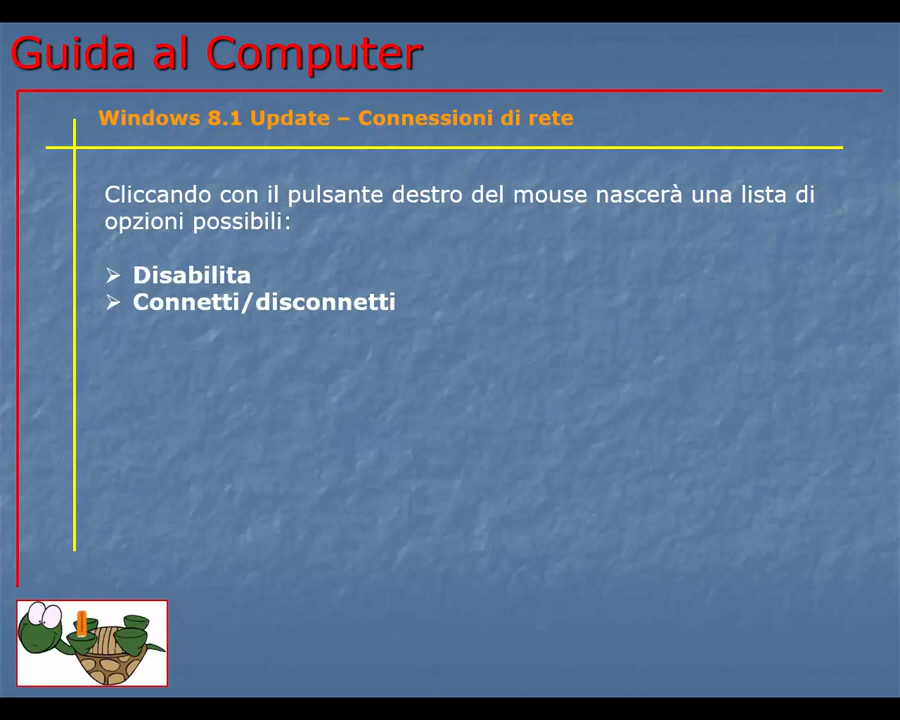 Guida al Computer
Windows 8.1 Update – Connessioni di rete
Cliccando con il pulsante destro del mouse nascerà una lista di
opzioni possibili:
➢ Disabilita
➢ Connetti/disconnetti